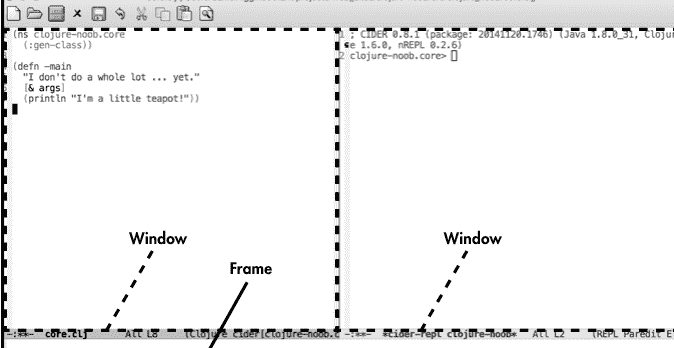 (ns clojure-noob.core
(:gen-class))
(defn -main
"I don't do a whole lot ... yet."
[& args]
(println "I'm a little teapot!"))
1 ; CIDER 0.8.1 (package: 20141120.1746) (Java 1.8.0_31, Cloju
e 1.6.0, nREPL 0.2.6)
2 clojure-noob.core>
Window
Window
Frame
-:**- core.clj All L8 (Clojure cider[clojure-noob.c
-:**- *cider-repl clojure-noob* All L2 (REPL Paredit E